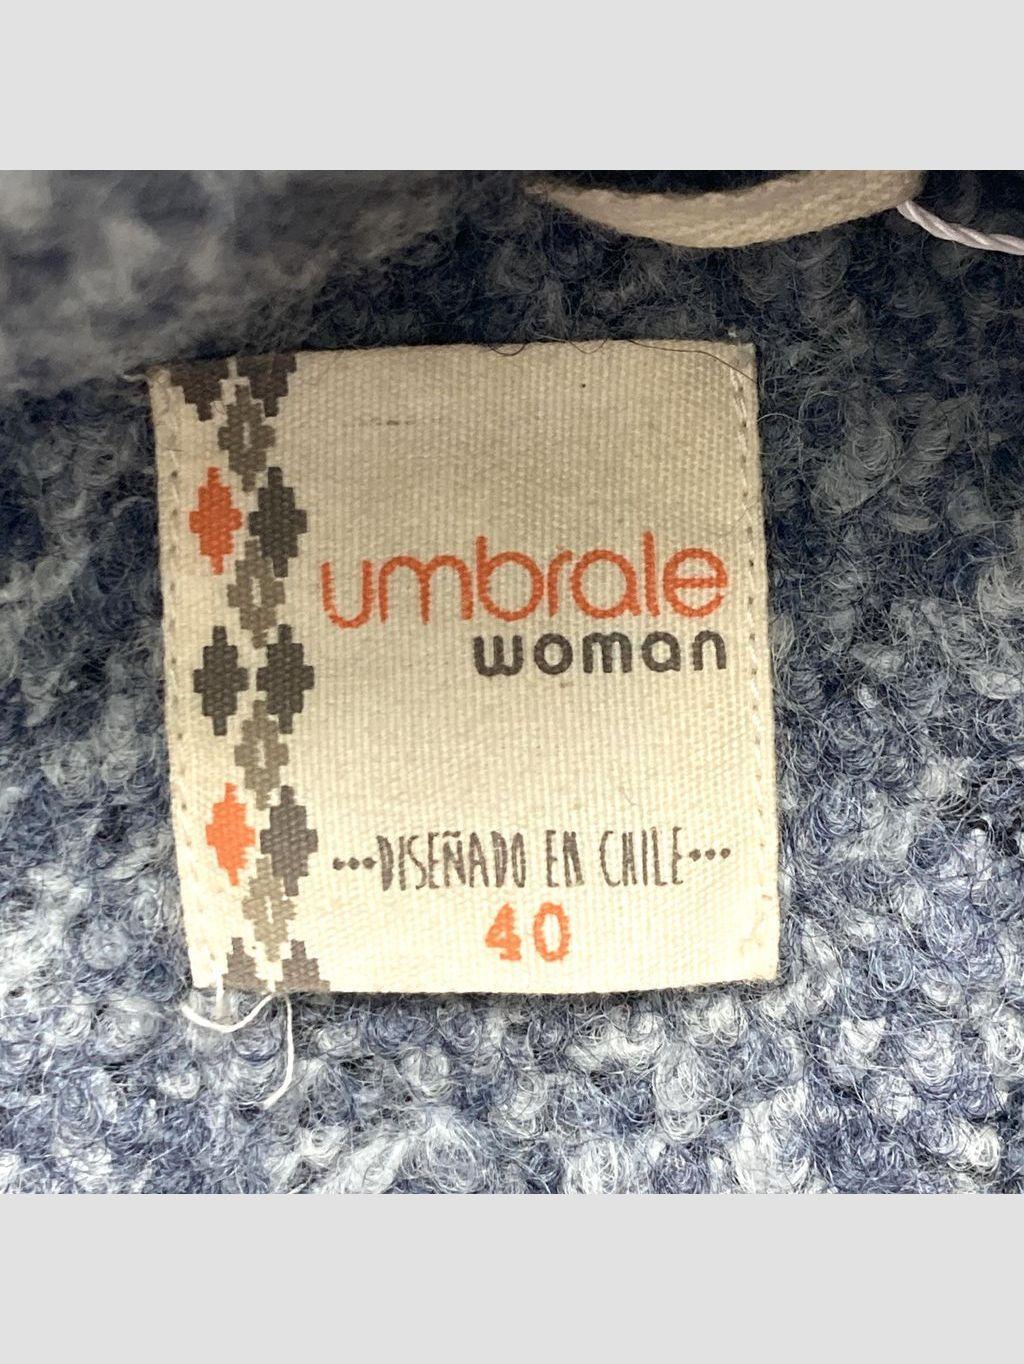 umbrale
woman
•••DISEÑADO EN CHILE•••
40